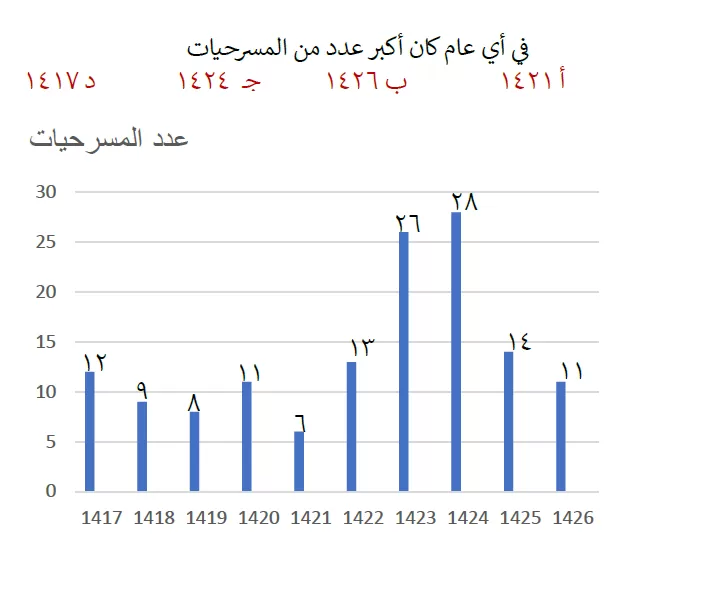 في أي عام كان أكبر عدد من المسرحيات
أ ١٤٢١ ب ١٤٢٦ جـ ١٤٢٤ د ١٤١٧
عدد المسرحيات
30
25
20
15
10
5
0
١٢ ٩ ٨ ١١ ٦ ١٣ ٢٦ ٢٨ ١٤ ١١
1417 1418 1419 1420 1421 1422 1423 1424 1425 1426